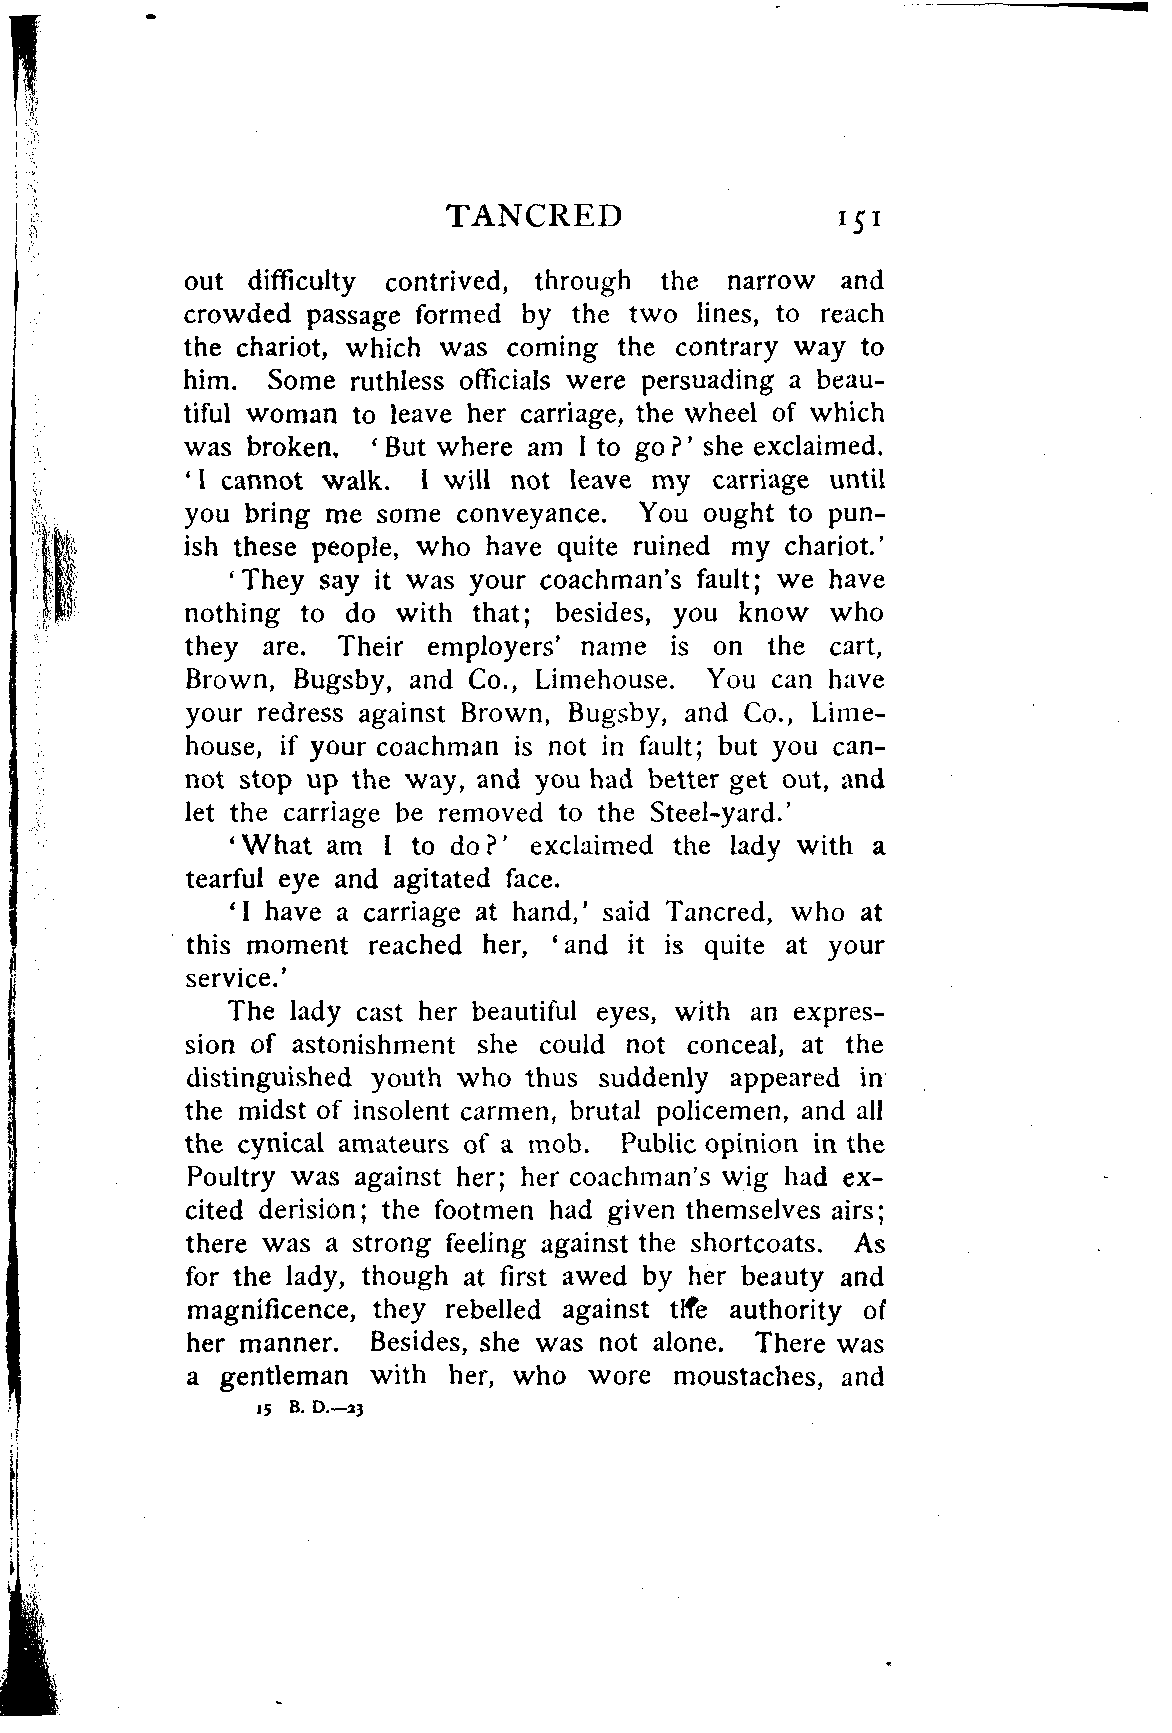 TANCRED 151
out difficulty contrived, through the narrow and
crowded passage formed by the two lines, to reach
the chariot, which was coming the contrary way to
him. Some ruthless officials were persuading a beau-
tiful woman to leave her carriage, the wheel of which
was broken. 'But where am I to go?' she exclaimed.
'I cannot walk. I will not leave my carriage until
you bring me some conveyance. You ought to pun-
ish these people, who have quite ruined my chariot.'
'They say it was your coachman's fault; we have
nothing to do with that; besides, you know who
they are. Their employers' name is on the cart,
Brown, Bugsby, and Co., Limehouse. You can have
your redress against Brown, Bugsby, and Co., Lime-
house, if your coachman is not in fault; but you can-
not stop up the way, and you had better get out, and
let the carriage be removed to the Steel-yard.'
'What am I to do?' exclaimed the lady with a
tearful eye and agitated face.
'I have a carriage at hand,' said Tancred, who at
this moment reached her, 'and it is quite at your
service.'
The lady cast her beautiful eyes, with an expres-
sion of astonishment she could not conceal, at the
distinguished youth who thus suddenly appeared in
the midst of insolent carmen, brutal policemen, and all
the cynical amateurs of a mob. Public opinion in the
Poultry was against her; her coachman's wig had ex-
cited derision; the footmen had given themselves airs;
there was a strong feeling against the shortcoats. As
for the lady, though at first awed by her beauty and
magnificence, they rebelled against the authority of
her manner. Besides, she was not alone. There was
a gentleman with her, who wore moustaches, and
15 B. D.—23